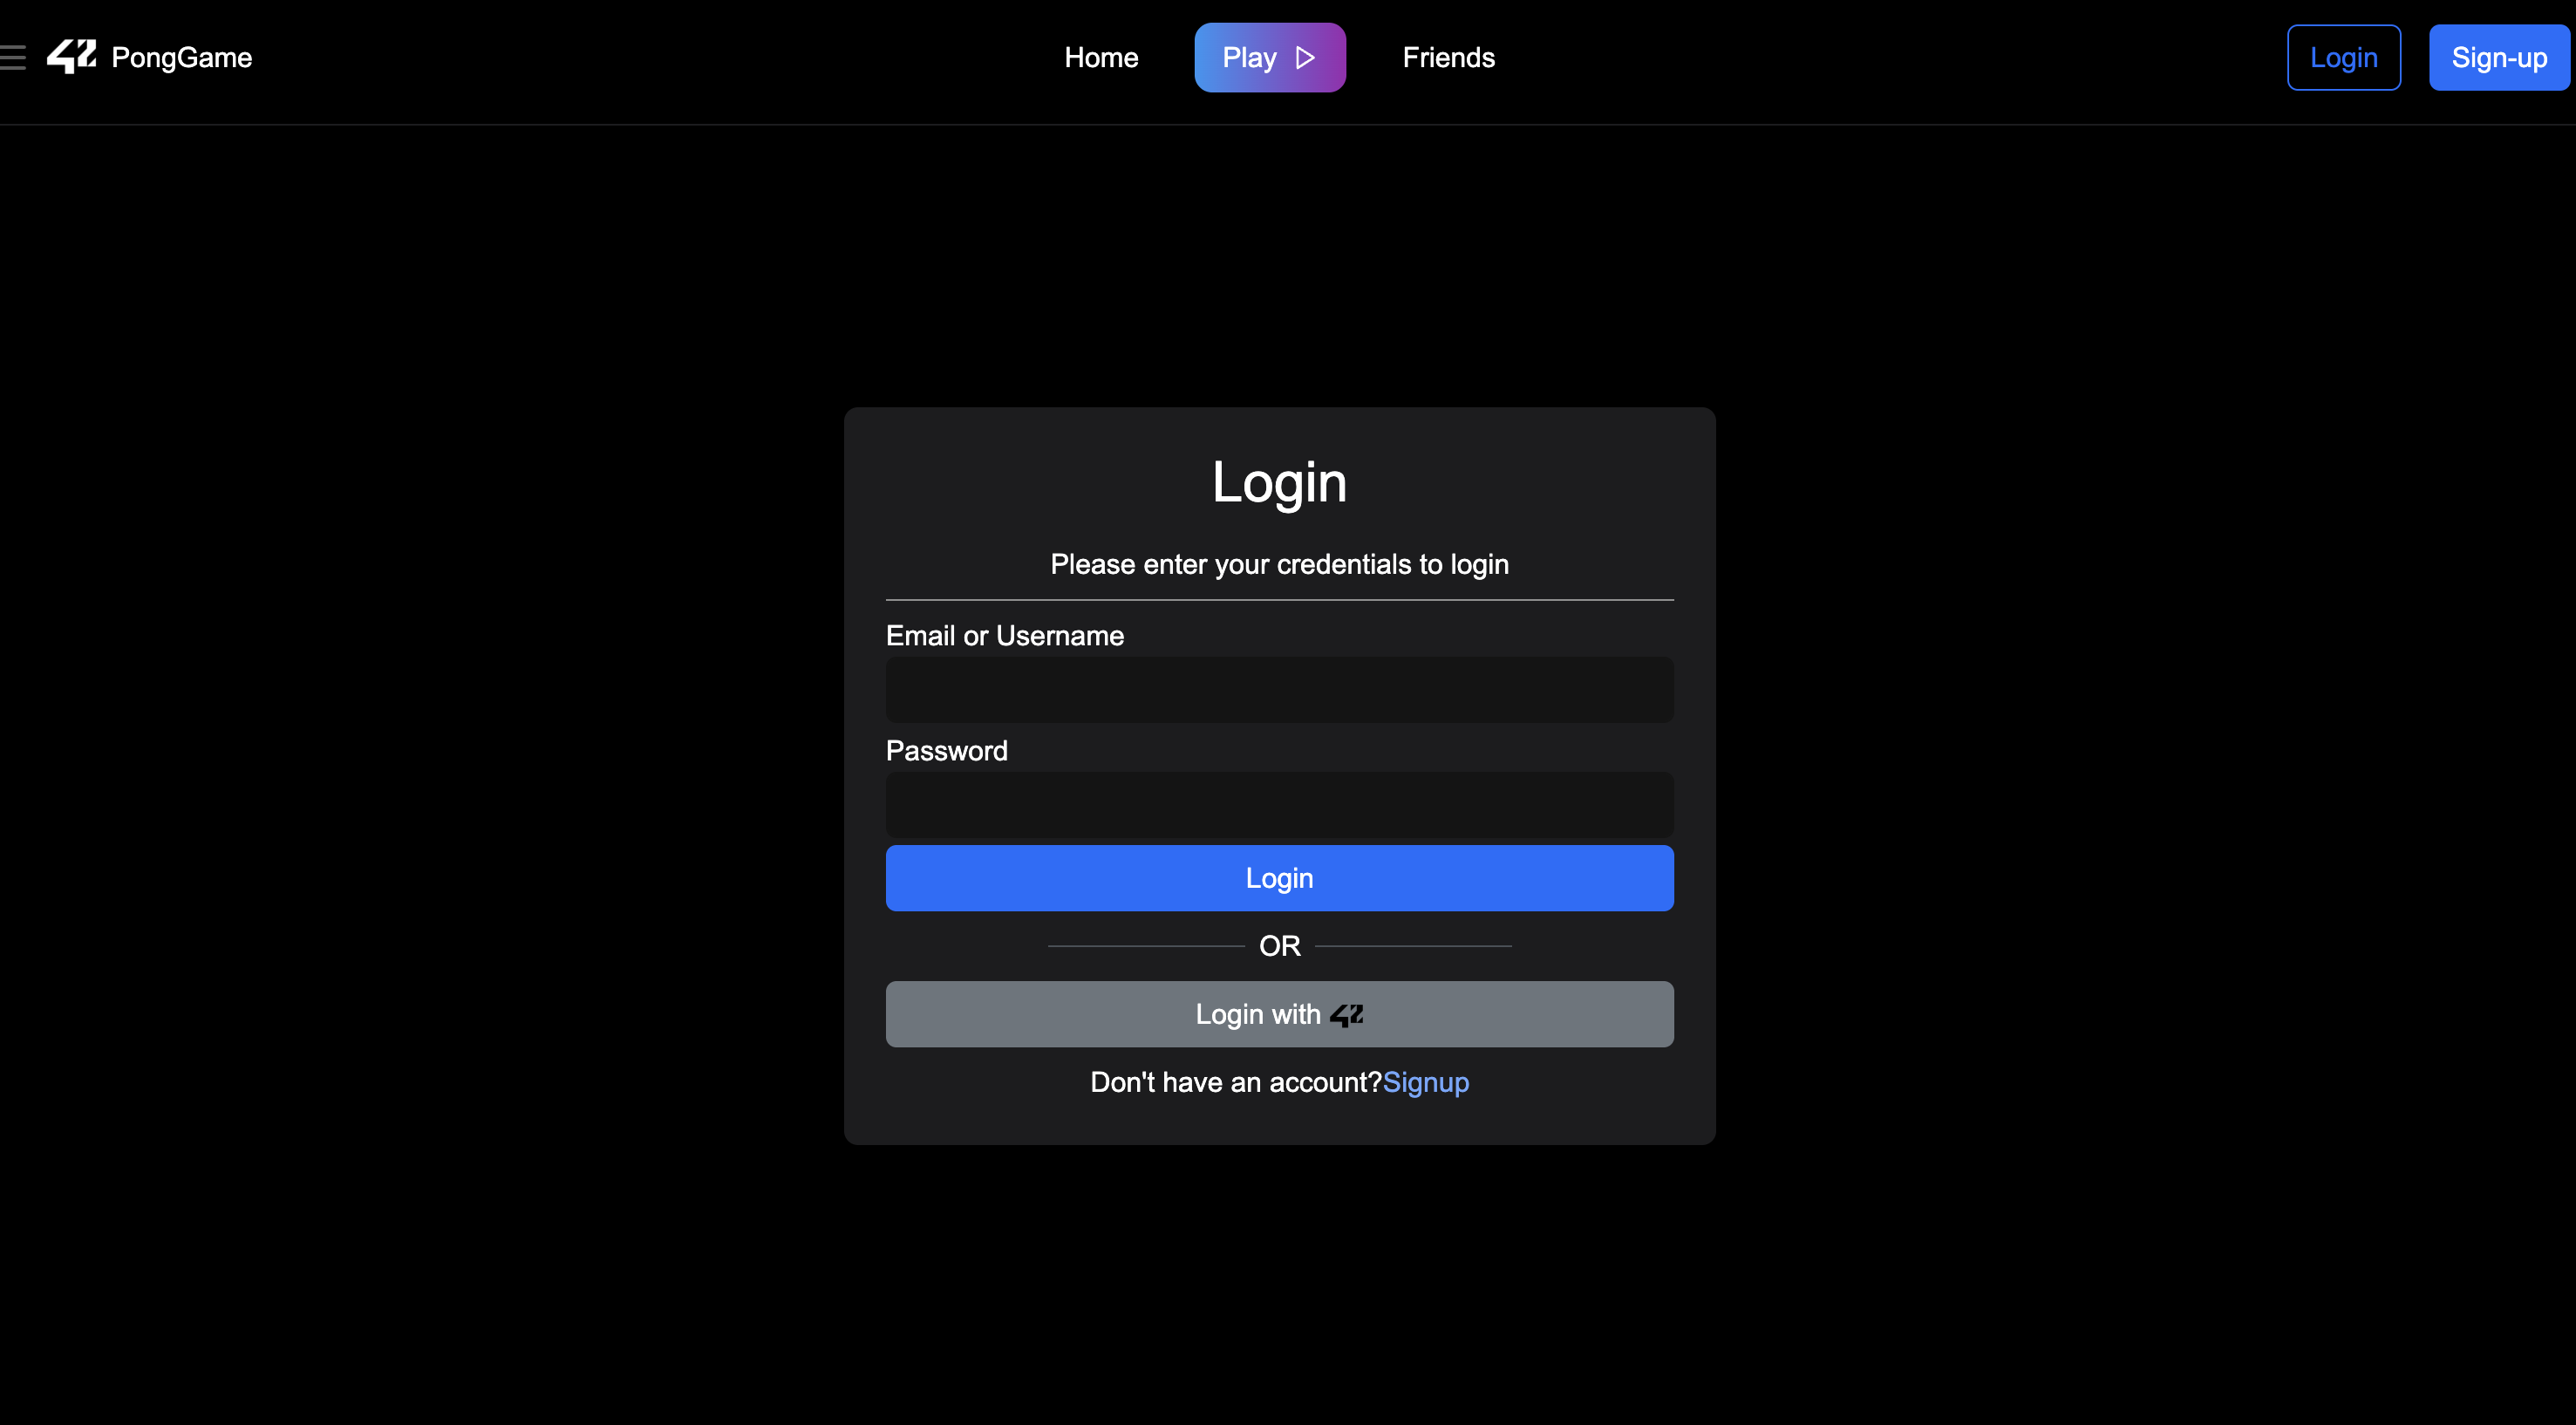 42 PongGame Home Play Friends Login Sign-up
Login
Please enter your credentials to login
Email or Username
Password
Login
OR
Login with 42
Don't have an account?Signup